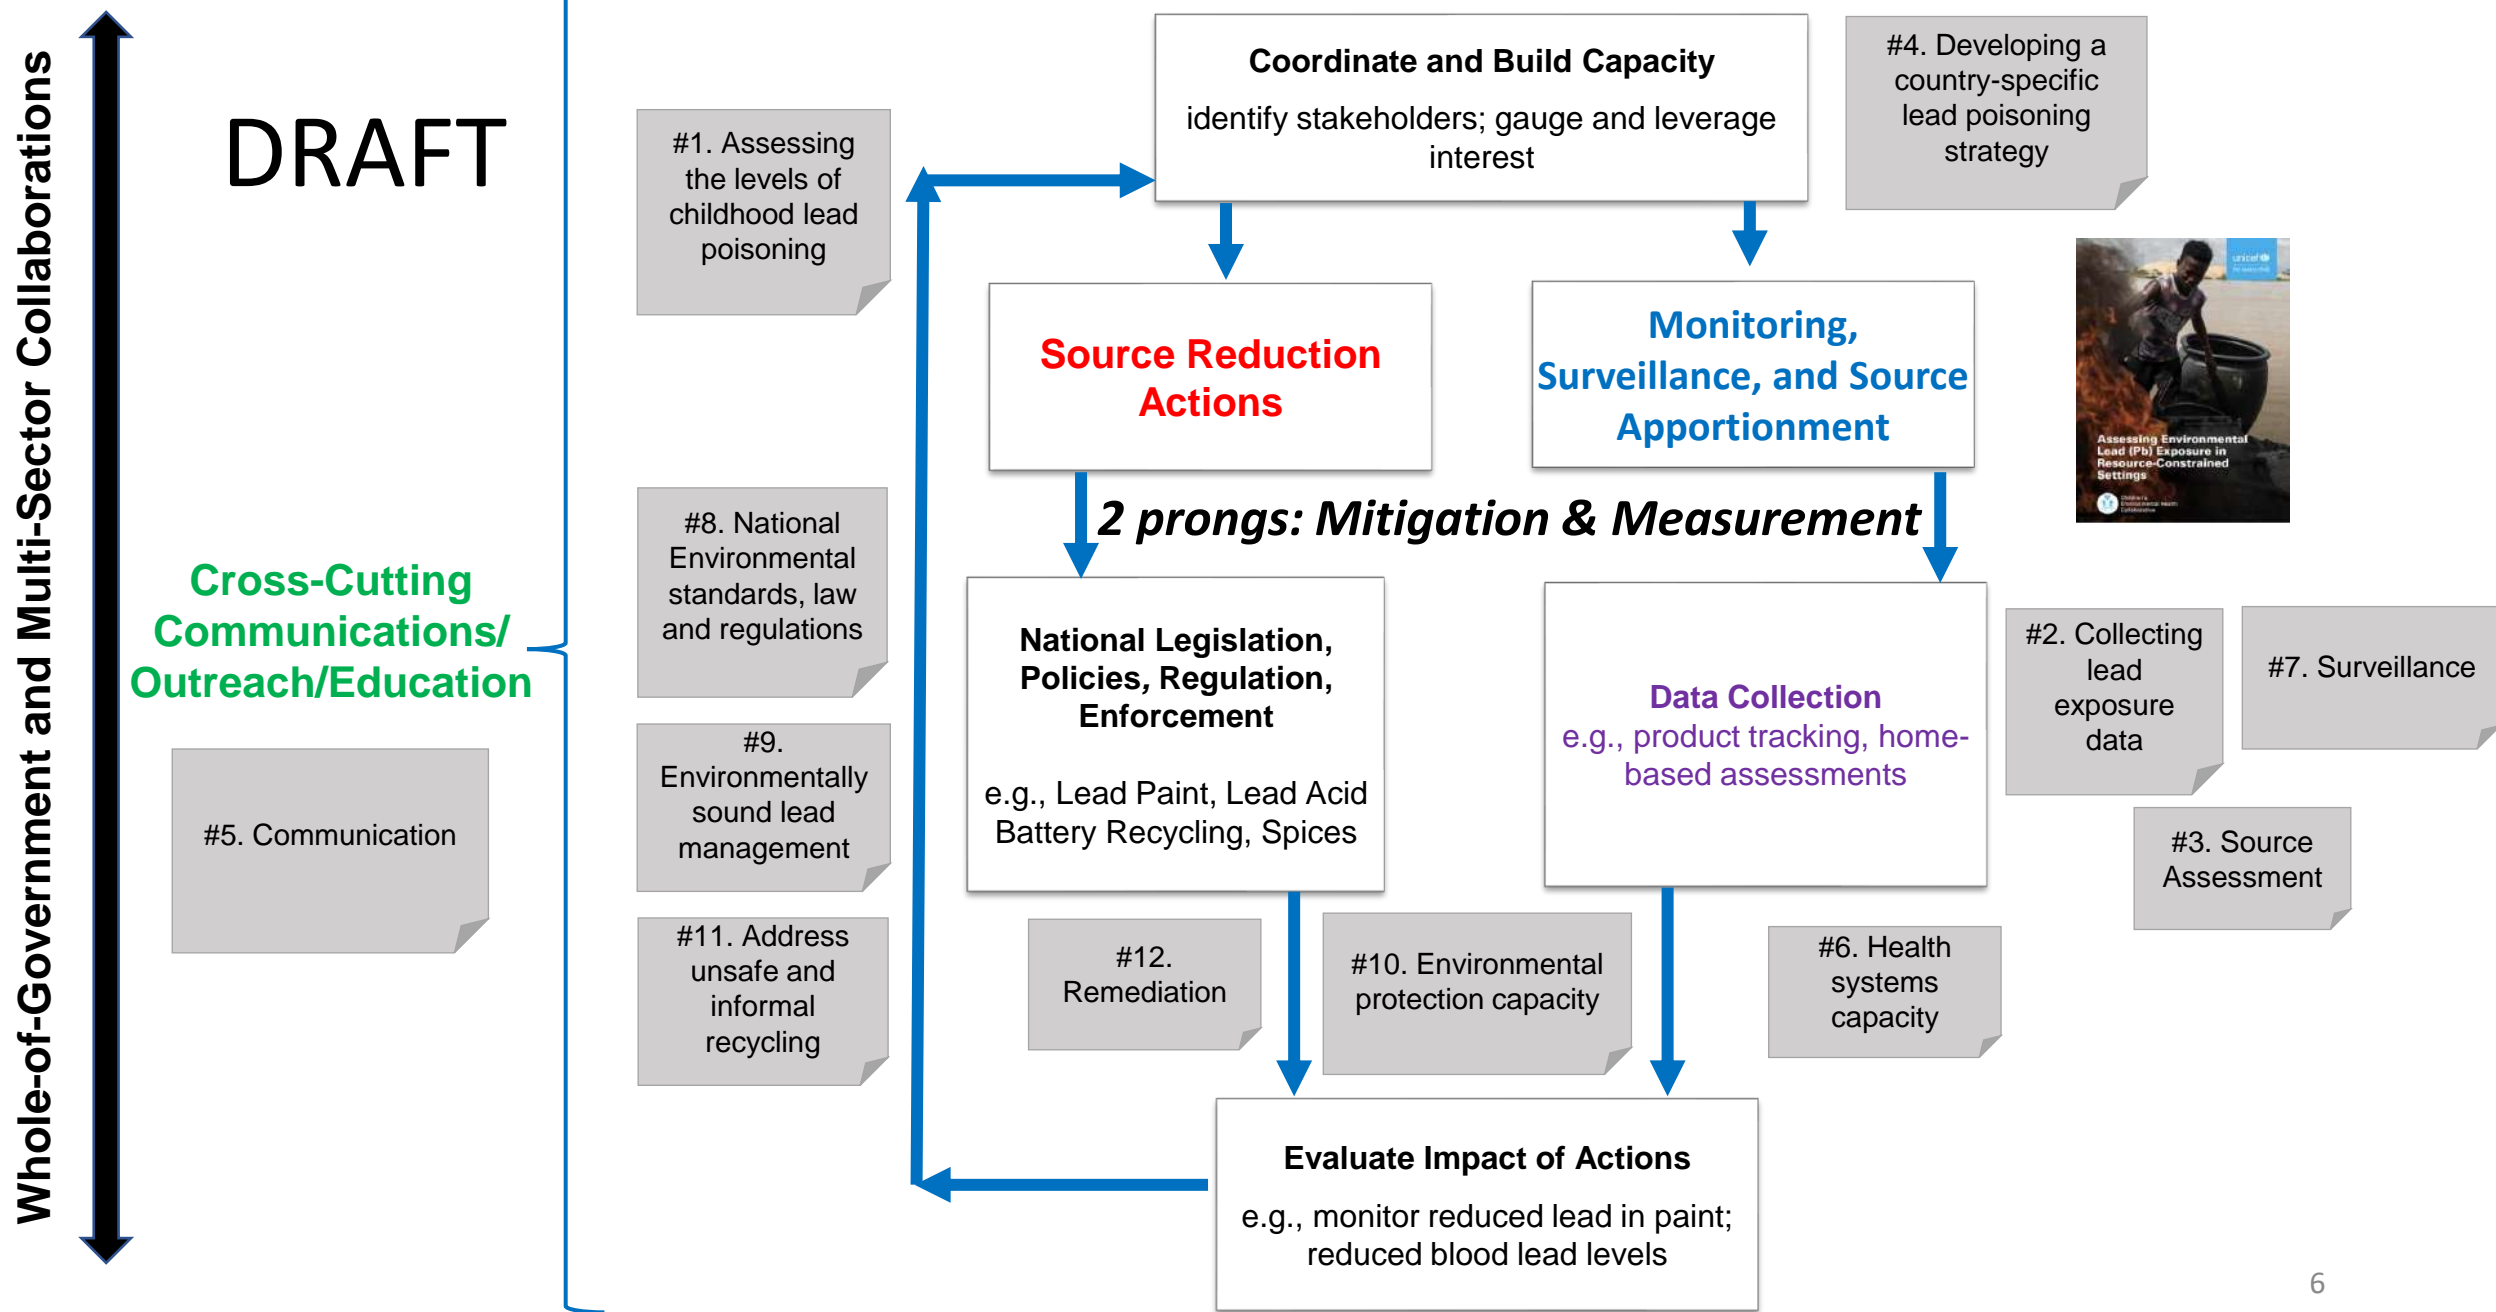 Whole-of-Government and Multi-Sector Collaborations
DRAFT
Cross-Cutting
Communications/
Outreach/Education
#5. Communication
#1. Assessing
the levels of
childhood lead
poisoning
#8. National
Environmental
standards, law
and regulations
#9.
Environmentally
sound lead
management
#11. Address
unsafe and
informal
recycling
Coordinate and Build Capacity
identify stakeholders; gauge and leverage
interest
#4. Developing a
country-specific
lead poisoning
strategy
Source Reduction
Actions
Monitoring,
Surveillance, and Source
Apportionment
unicef
Assessing Environmental
Lead (Pb) Exposure in
Resource-Constrained
Settings
2 prongs: Mitigation & Measurement
National Legislation,
Policies, Regulation,
Enforcement
e.g., Lead Paint, Lead Acid
Battery Recycling, Spices
Data Collection
e.g., product tracking, home-
based assessments
#2. Collecting
lead
exposure
data
#7. Surveillance
#3. Source
Assessment
#12.
Remediation
#10. Environmental
protection capacity
#6. Health
systems
capacity
Evaluate Impact of Actions
e.g., monitor reduced lead in paint;
reduced blood lead levels
6